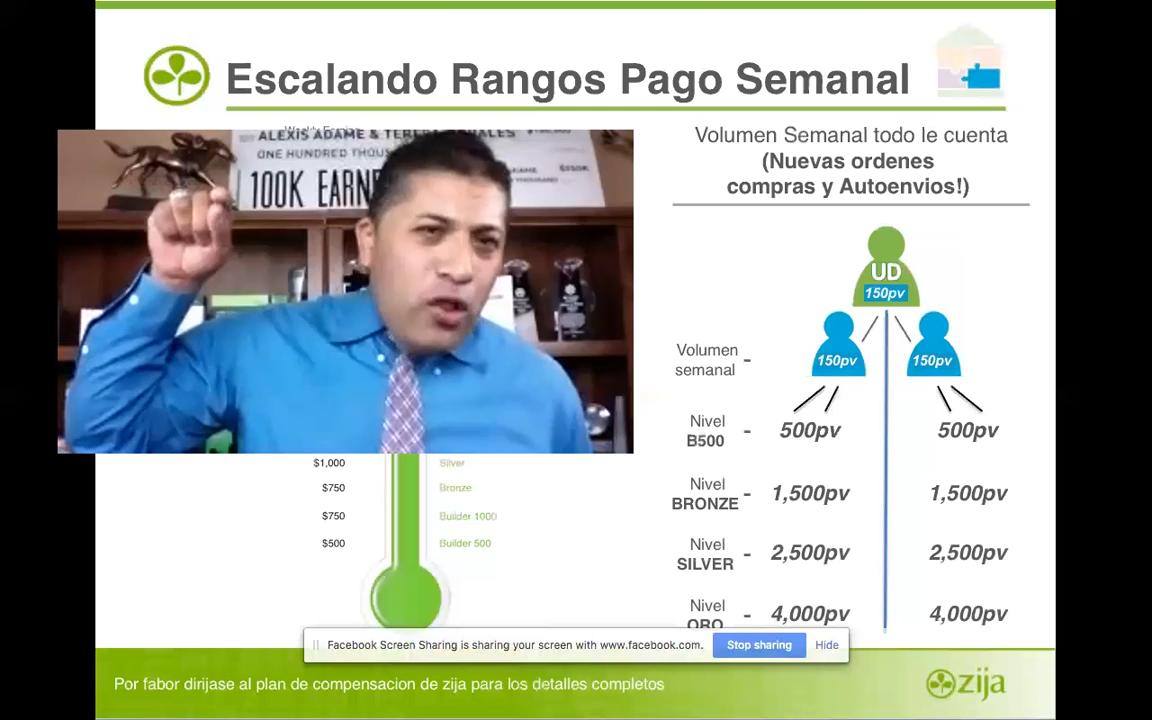 Escalando Rangos Pago Semanal
Volumen Semanal todo le cuenta
(Nuevas ordenes
compras y Autoenvios!)
ALEXIS ADAME &
ONE HUNDRED THOU
100K EARNE
UD
150pv
Volumen
semanal
-
150pv
150pv
Nivel
B500
-
500pv
500pv
Nivel
BRONZE
-
1,500pv
1,500pv
Nivel
SILVER
-
2,500pv
2,500pv
Nivel
ORO
-
4,000pv
4,000pv
$1,000
Silver
$750
Bronze
$750
Builder 1000
$500
Builder 500
Facebook Screen Sharing is sharing your screen with www.facebook.com.
Stop sharing
Hide
Por fabor dirijase al plan de compensacion de zija para los detalles completos
zija